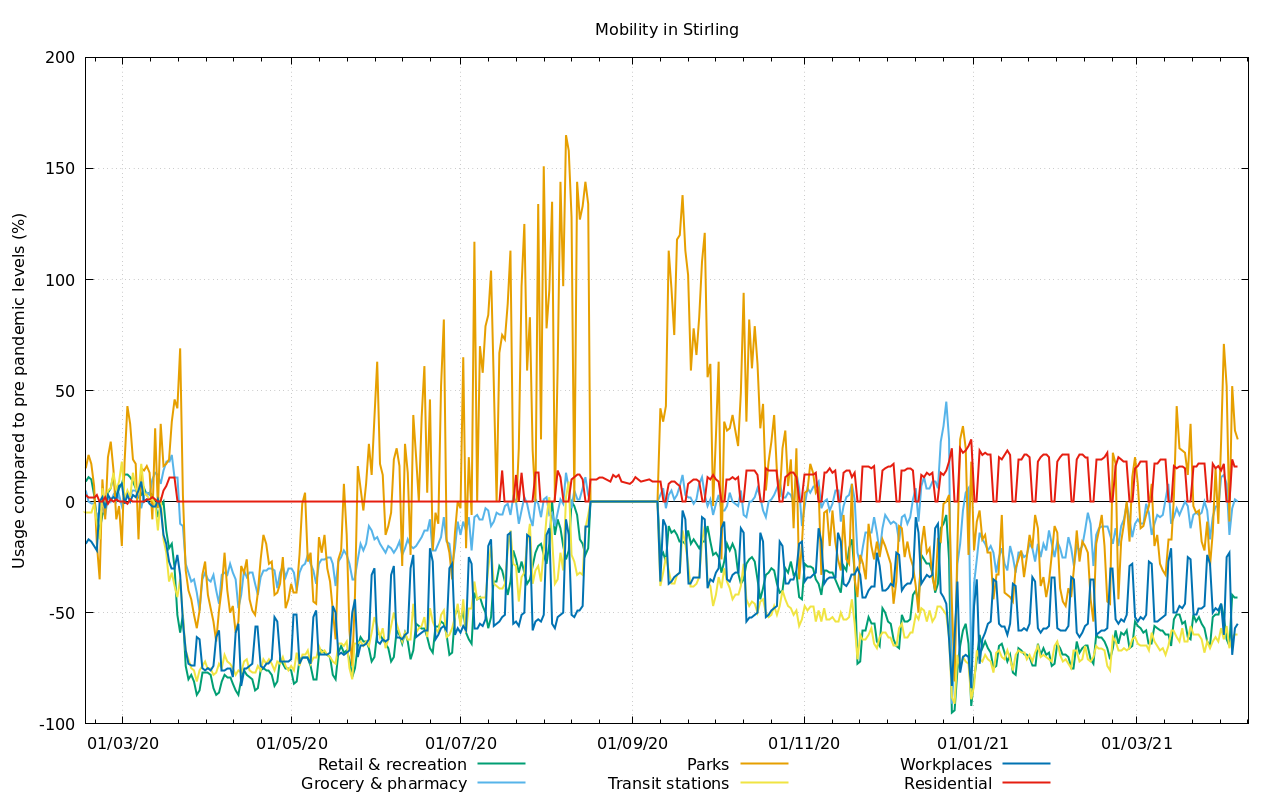 Mobility in Stirling
Usage compared to pre pandemic levels (%)
200
150
100
50
0
-50
-100
01/03/20 01/05/20 01/07/20 01/09/20 01/11/20 01/01/21 01/03/21
Retail & recreation Parks Workplaces
Grocery & pharmacy Transit stations Residential